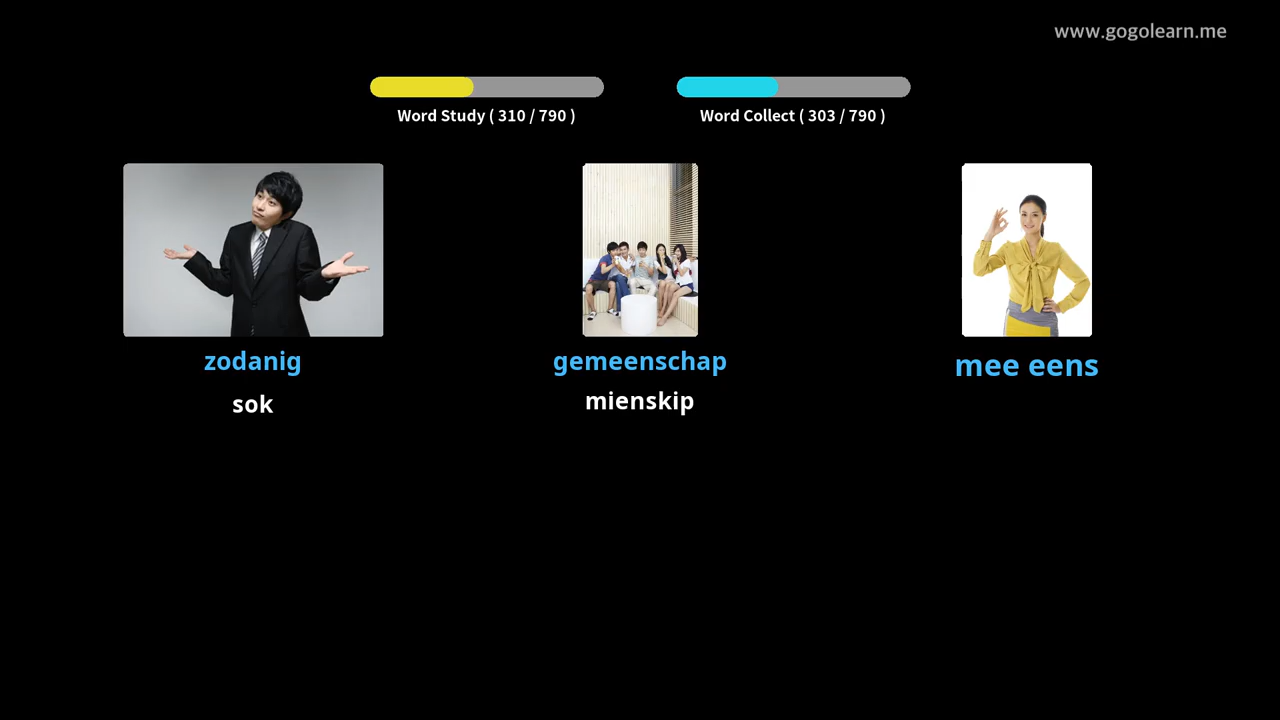 www.gogolearn.me
Word Study ( 310 / 790 )
Word Collect ( 303 / 790 )
zodanig
gemeenschap
mee eens
sok
mienskip